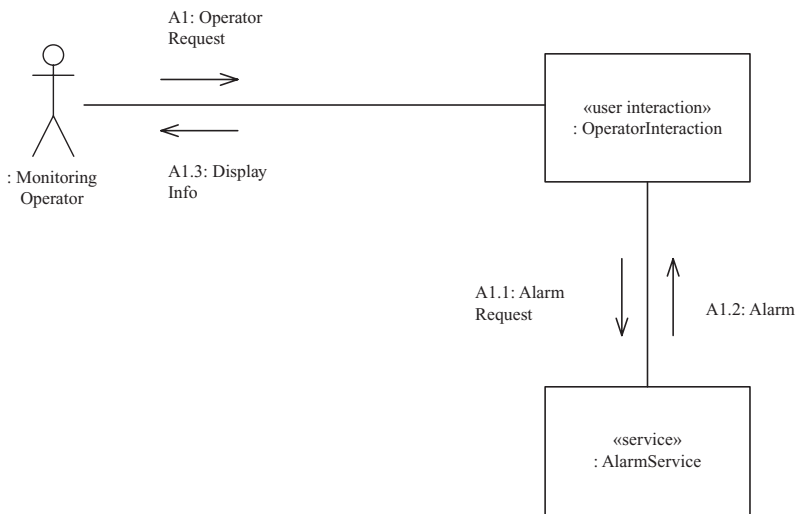 A1: Operator
Request
A1.3: Display
Info
: Monitoring
Operator
«user interaction»
: OperatorInteraction
A1.1: Alarm
Request
A1.2: Alarm
«service»
: AlarmService